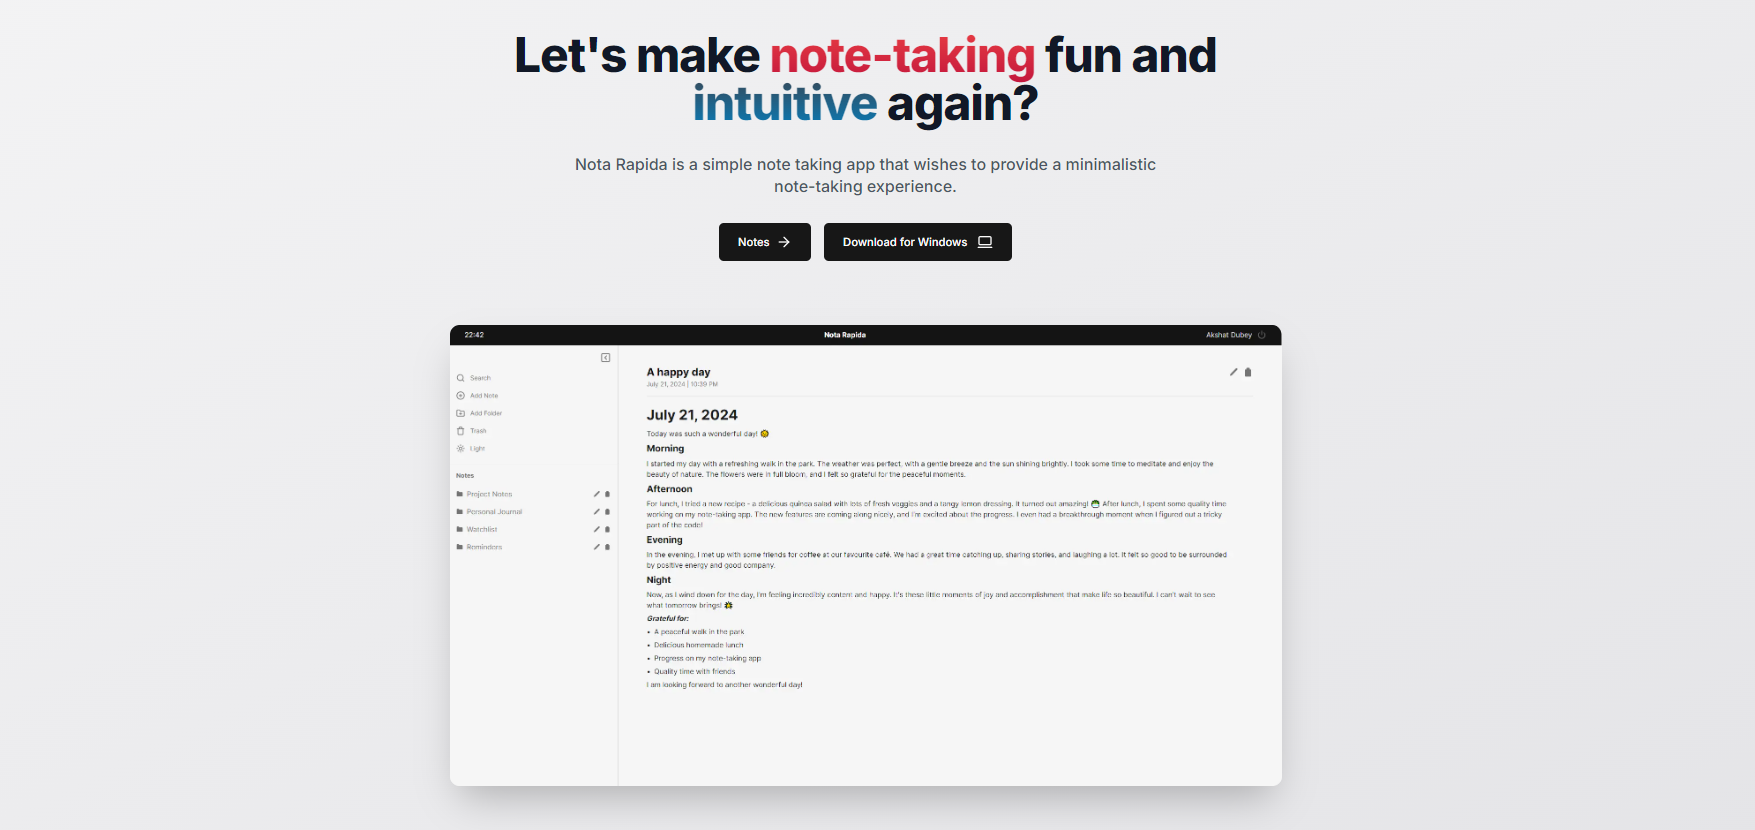 Let's make note-taking fun and
intuitive again?
Nota Rapida is a simple note taking app that wishes to provide a minimalistic
note-taking experience.
Notes
Download for Windows
22:42
Nota Rapida
Akshat Dubey
Search
Add Note
Add Folder
Trash
Light
Notes
Project Notes
Personal Journal
Watchlist
Reminders
A happy day
July 21, 2024 | 10:39 PM
July 21, 2024
Today was such a wonderful day!
Morning
I started my day with a refreshing walk in the park. The weather was perfect, with a gentle breeze and the sun shining brightly. I took some time to meditate and enjoy the
beauty of nature. The flowers were in full bloom, and I felt so grateful for the peaceful moments.
Afternoon
For lunch, I tried a new recipe - a delicious quinoa salad with lots of fresh veggies and a tangy lemon dressing. It turned out amazing! After lunch, I spent some quality time
working on my note-taking app. The new features are coming along nicely, and I'm excited about the progress. I even had a breakthrough moment when I figured out a tricky
part of the code!
Evening
In the evening, I met up with some friends for coffee at our favourite café. We had a great time catching up, sharing stories, and laughing a lot. It felt so good to be surrounded
by positive energy and good company.
Night
Now, as I wind down for the day, I'm feeling incredibly content and happy. It's these little moments of joy and accomplishment that make life so beautiful. I can't wait to see
what tomorrow brings!
Grateful for:
• A peaceful walk in the park
• Delicious homemade lunch
• Progress on my note-taking app
• Quality time with friends
I am looking forward to another wonderful day!